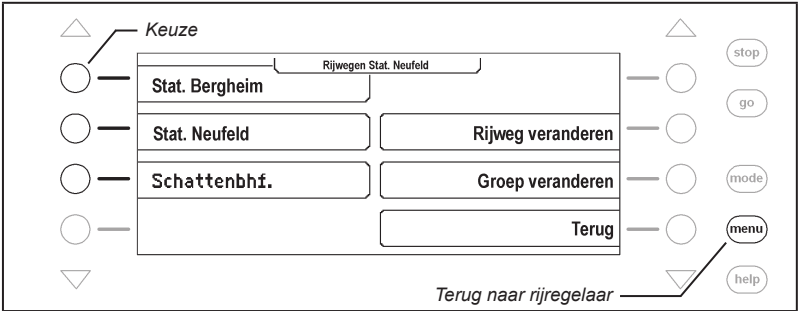 Keuze
Rijwegen Stat. Neufeld
stop
Stat. Bergheim
go
Stat. Neufeld
Rijweg veranderen
Schattenbhf.
Groep veranderen
mode
Terug
menu
help
Terug naar rijregelaar